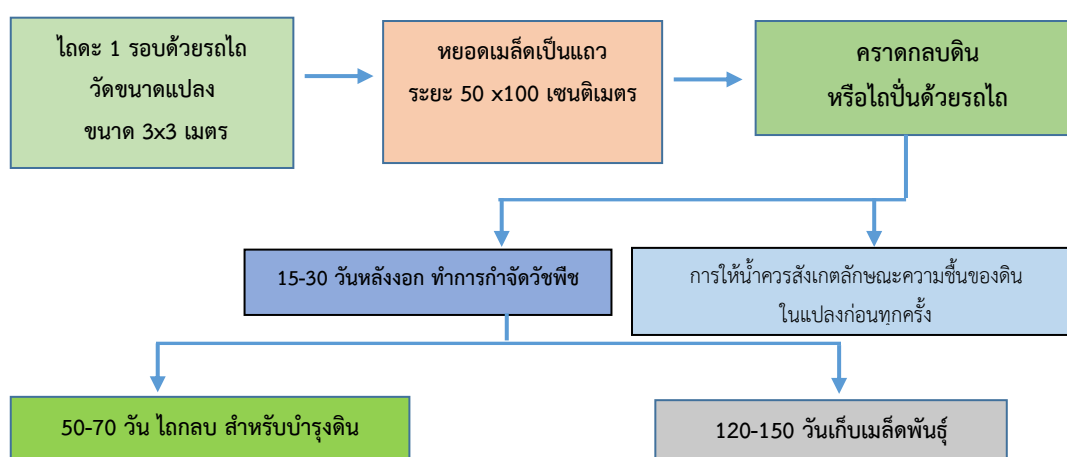 ไถดะ 1 รอบด้วยรถไถ
วัดขนาดแปลง
ขนาด 3x3 เมตร
หยอดเมล็ดเป็นแถว
ระยะ 50 x100 เซนติเมตร
คราดกลบดิน
หรือไถปั่นด้วยรถไถ
15-30 วันหลังงอก ทำการกำจัดวัชพืช
การให้น้ำควรสังเกตลักษณะความชื้นของดิน
ในแปลงก่อนทุกครั้ง
50-70 วัน ไถกลบ สำหรับบำรุงดิน
120-150 วันเก็บเมล็ดพันธุ์